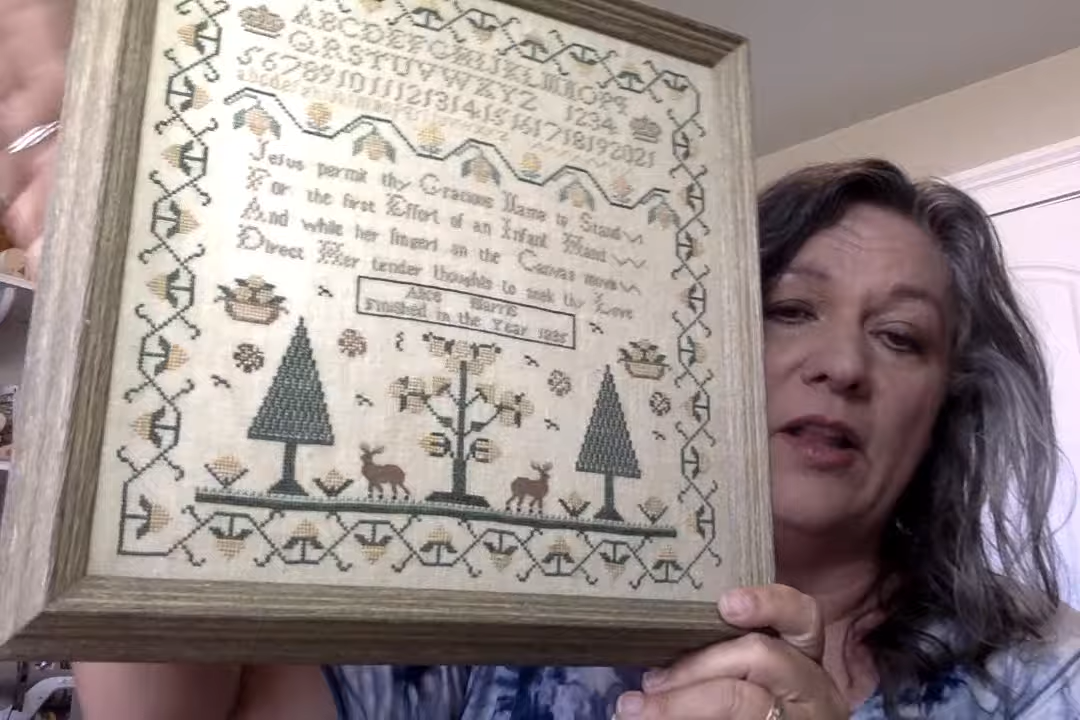 ABCDEFGHIJKLMNOPQ
QRSTUVWXYZ 1234
56789101112131415161718192021
Jesus permit thy Gracious Name to Stand
For the first Effort of an Infant Hand
And while her fingers on the Canvas move
Direct Her tender thoughts to seek thy Love
Alice Harris
Finished in the Year 1835